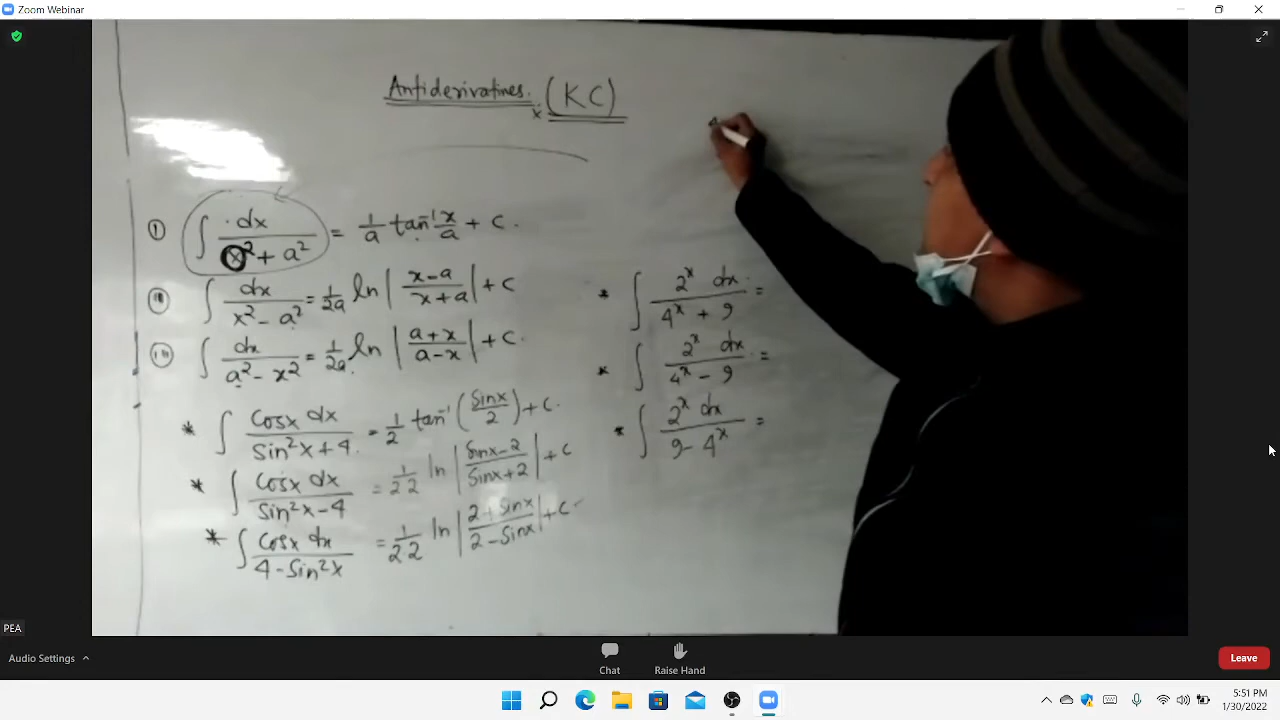 Zoom Webinar
Antiderivatives. (KC)
x
① ∫ dx / (x² + a²) = 1/a tan⁻¹ x/a + c.
② ∫ dx / (x² - a²) = 1/2a ln |(x-a)/(x+a)| + c
③ ∫ dx / (a² - x²) = 1/2a ln |(a+x)/(a-x)| + c.
* ∫ cosx dx / (sin²x + 4) = 1/2 tan⁻¹ (sinx/2) + c.
* ∫ cosx dx / (sin²x - 4) = 1/2 2 ln |(sinx-2)/(sinx+2)| + c
* ∫ cosx dx / (4 - sin²x) = 1/2 2 ln |(2+sinx)/(2-sinx)| + c
* ∫ 2ˣ dx / (4ˣ + 9) =
* ∫ 2ˣ dx / (4ˣ - 9) =
* ∫ 2ˣ dx / (9 - 4ˣ) =
PEA
Audio Settings
Chat
Raise Hand
Leave
5:51 PM
1/30/2022